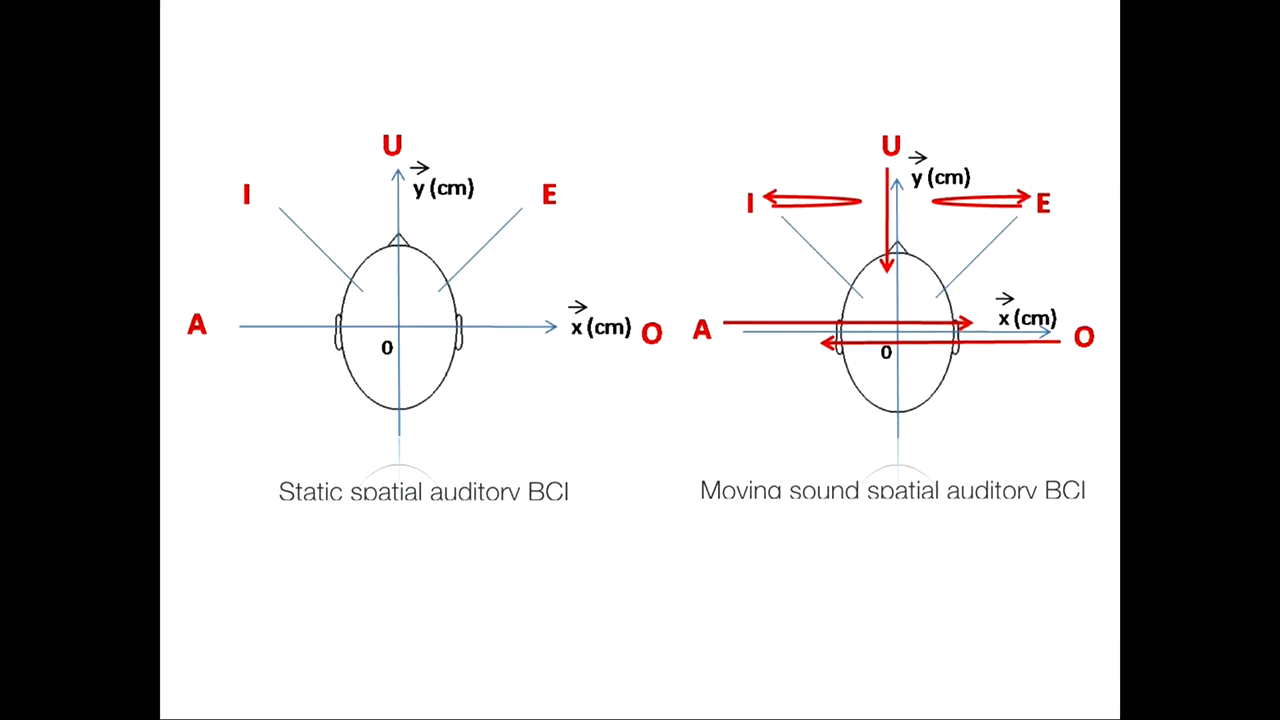 U
y (cm)
I
E
A
x (cm)
O
0
Static spatial auditory BCI
U
y (cm)
I
E
x (cm)
A
O
0
Moving sound spatial auditory BCI